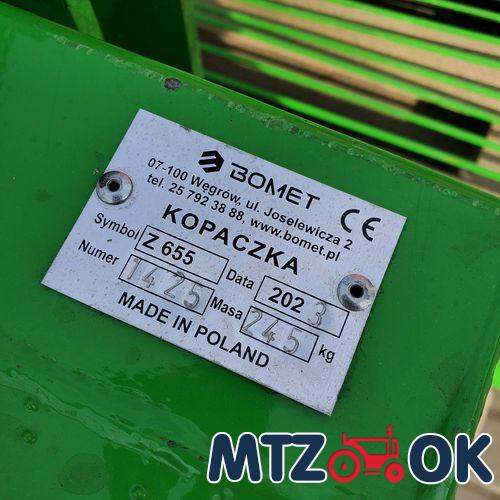 BOMET CE
07-100 Węgrów, ul. Joselewicza 2
tel. 25 792 38 88, www.bomet.pl
KOPACZKA
Symbol Z 655 Data 2023
Numer 1425 Masa 245 kg
MADE IN POLAND
MTZ OK